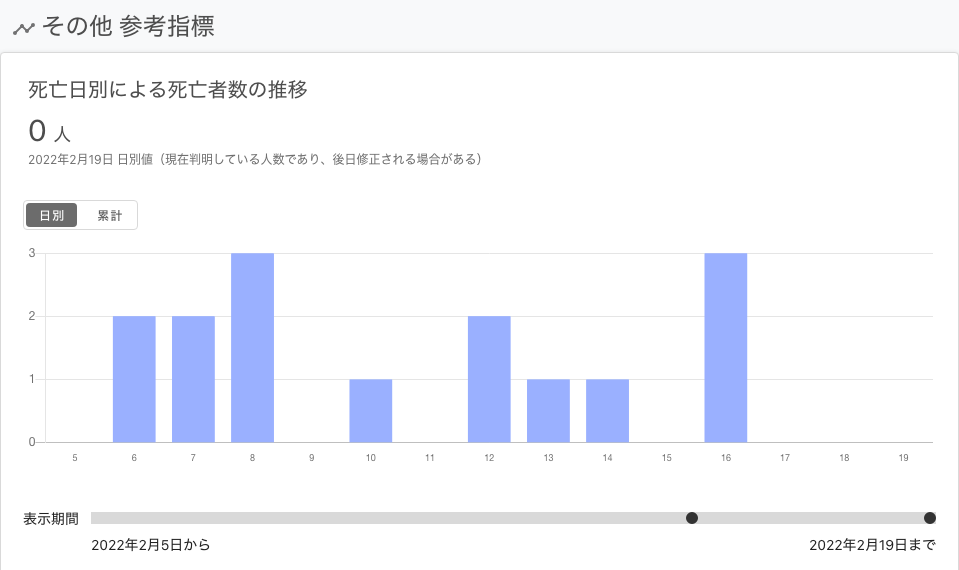 その他 参考指標
死亡日別による死亡者数の推移
0 人
2022年2月19日 日別値（現在判明している人数であり、後日修正される場合がある）
日別 累計
3
2
1
0
5 6 7 8 9 10 11 12 13 14 15 16 17 18 19
表示期間
2022年2月5日から 2022年2月19日まで